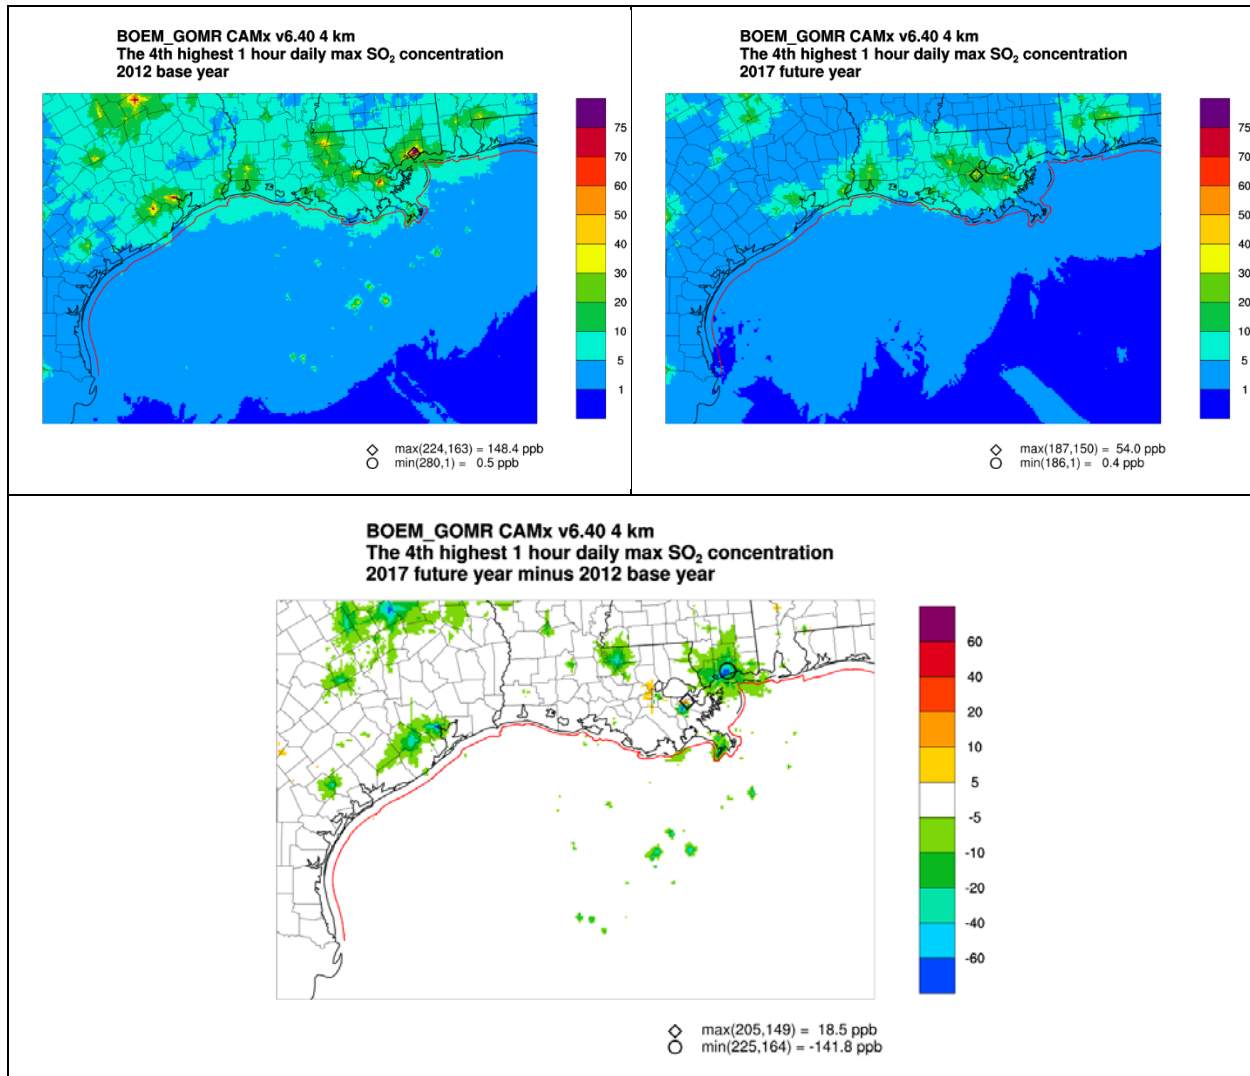 BOEM_GOMR CAMx v6.40 4 km
The 4th highest 1 hour daily max SO₂ concentration
2012 base year
75
70
60
50
40
30
20
10
5
1
max(224,163) = 148.4 ppb
min(280,1) = 0.5 ppb
BOEM_GOMR CAMx v6.40 4 km
The 4th highest 1 hour daily max SO₂ concentration
2017 future year
75
70
60
50
40
30
20
10
5
1
max(187,150) = 54.0 ppb
min(186,1) = 0.4 ppb
BOEM_GOMR CAMx v6.40 4 km
The 4th highest 1 hour daily max SO₂ concentration
2017 future year minus 2012 base year
60
40
20
10
5
-5
-10
-20
-40
-60
max(205,149) = 18.5 ppb
min(225,164) = -141.8 ppb